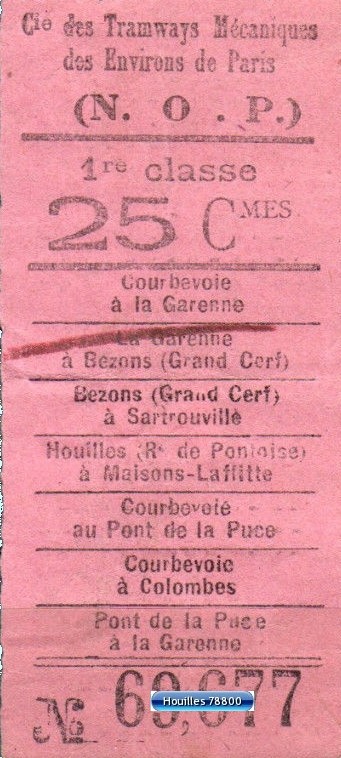 Cie des Tramways Mécaniques
des Environs de Paris
(N. O. P.)
1re classe
25 CMES
Courbevoie
à la Garenne
La Garenne
à Bezons (Grand Cerf)
Bezons (Grand Cerf)
à Sartrouville
Houilles (Rte de Pontoise)
à Maisons-Laffitte
Courbevoie
au Pont de la Puce
Courbevoie
à Colombes
Pont de la Puce
à la Garenne
№
Houilles 78800